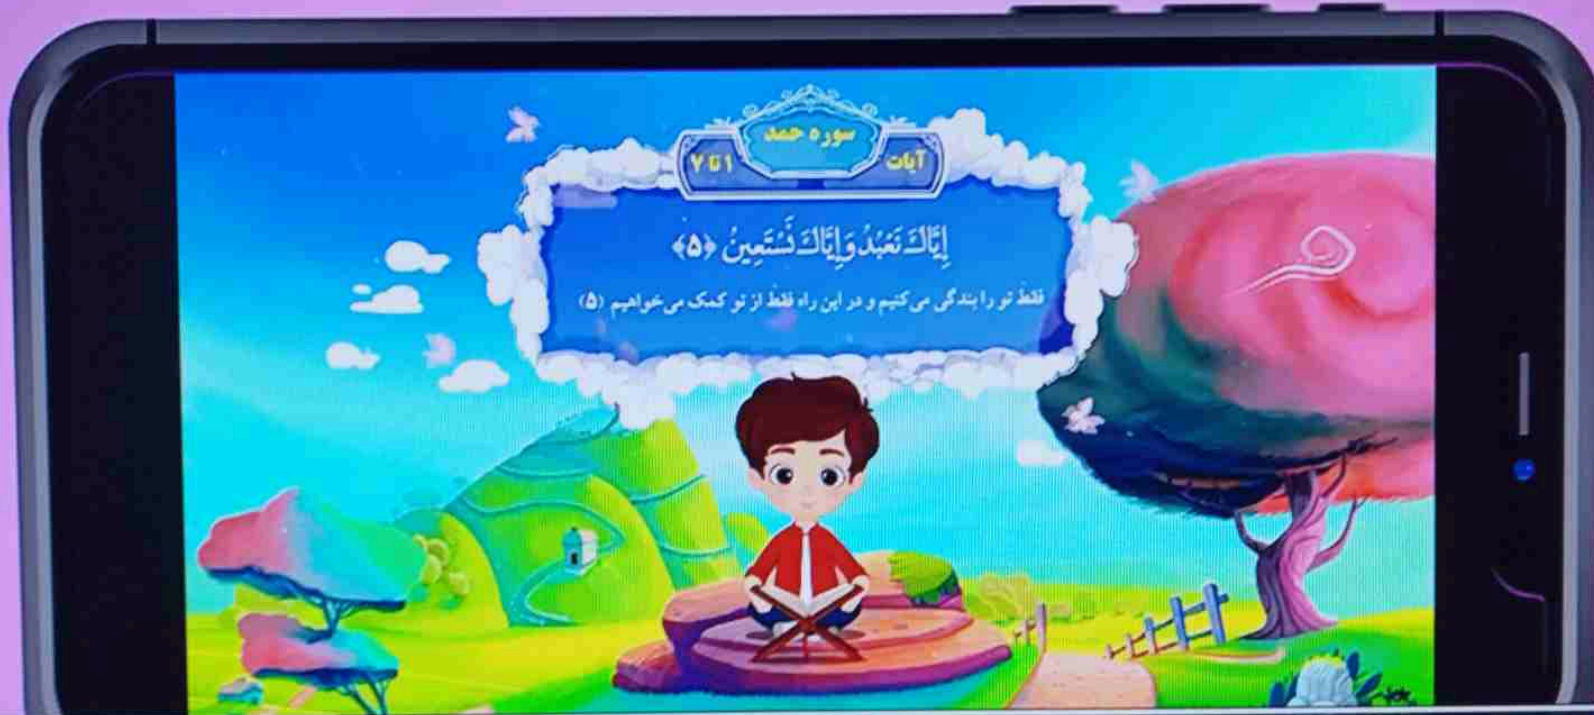 سوره حمد
آیات ۱ تا ۷
إِيَّاكَ نَعْبُدُ وَإِيَّاكَ نَسْتَعِينُ ﴿۵﴾
فقط تو را بندگی می‌کنیم و در این راه فقط از تو کمک می‌خواهیم (۵)